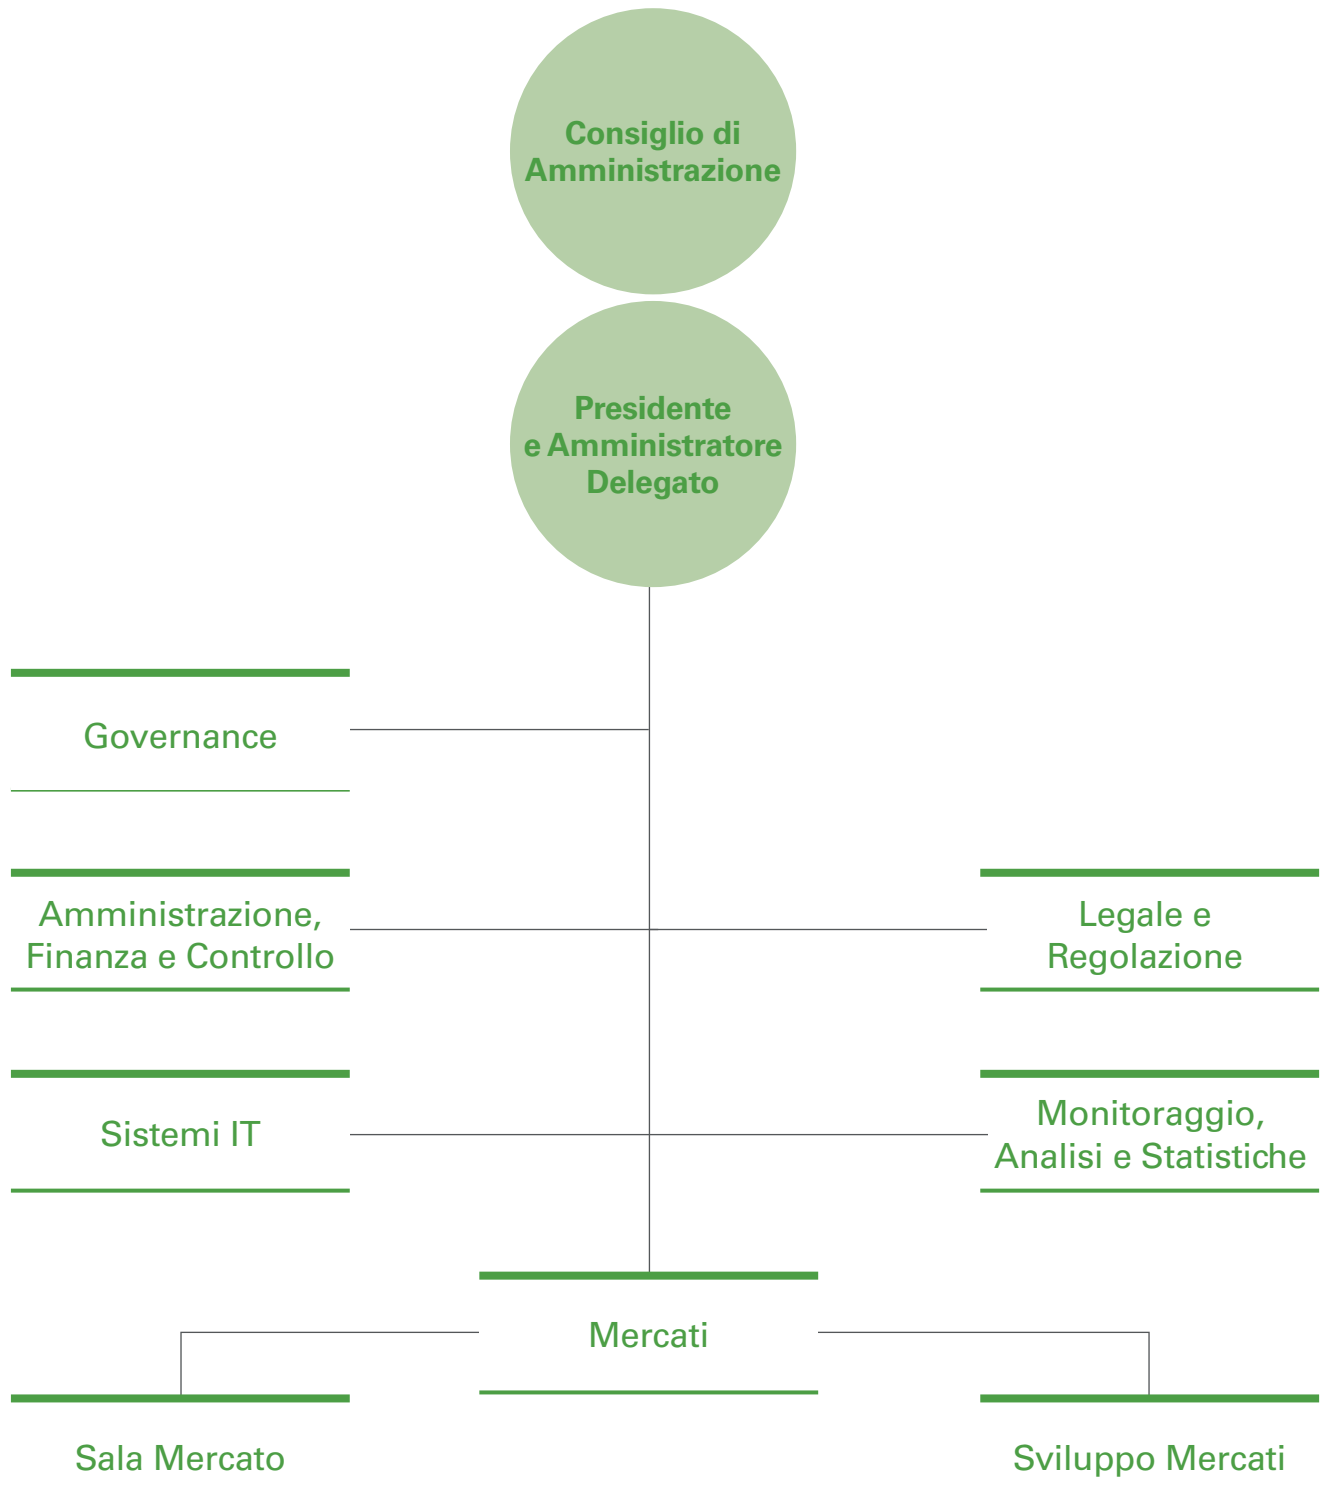 Consiglio di
Amministrazione
Presidente
e Amministratore
Delegato
Governance
Amministrazione,
Finanza e Controllo
Legale e
Regolazione
Sistemi IT
Monitoraggio,
Analisi e Statistiche
Mercati
Sala Mercato
Sviluppo Mercati